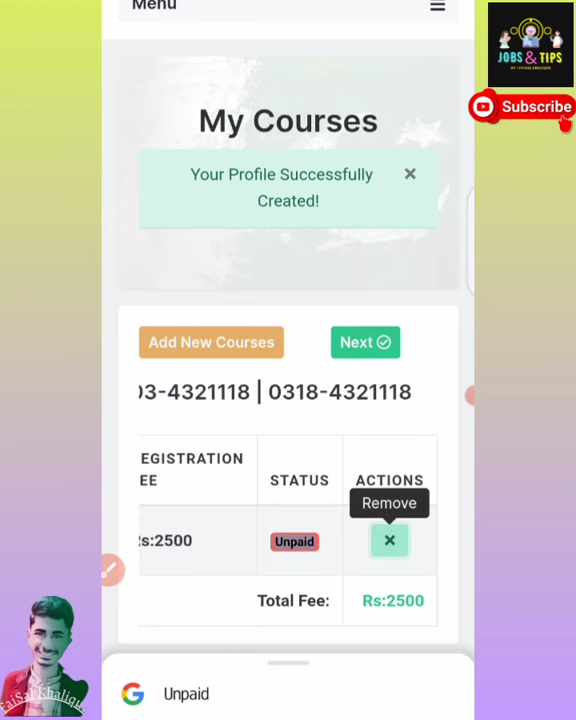 Menu
JOBS & TIPS
Subscribe
My Courses
Your Profile Successfully
Created!
Add New Courses
Next
03-4321118 | 0318-4321118
EGISTRATION
EE
STATUS
ACTIONS
Remove
Rs:2500
Unpaid
Total Fee:
Rs:2500
FaiSal Khalique
Unpaid